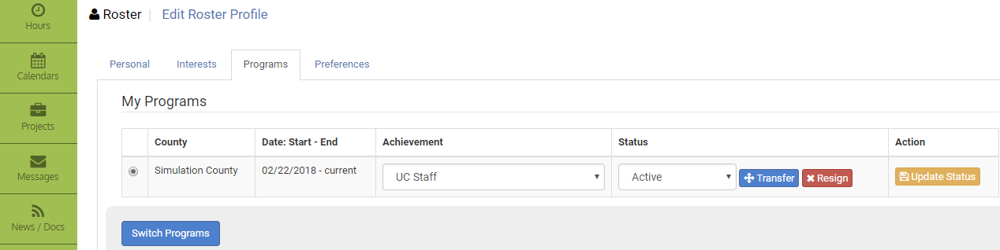 Hours
Calendars
Projects
Messages
News / Docs
Roster | Edit Roster Profile
Personal Interests Programs Preferences
My Programs
County Date: Start - End Achievement Status Action
Simulation County 02/22/2018 - current UC Staff Active Transfer Resign Update Status
Switch Programs